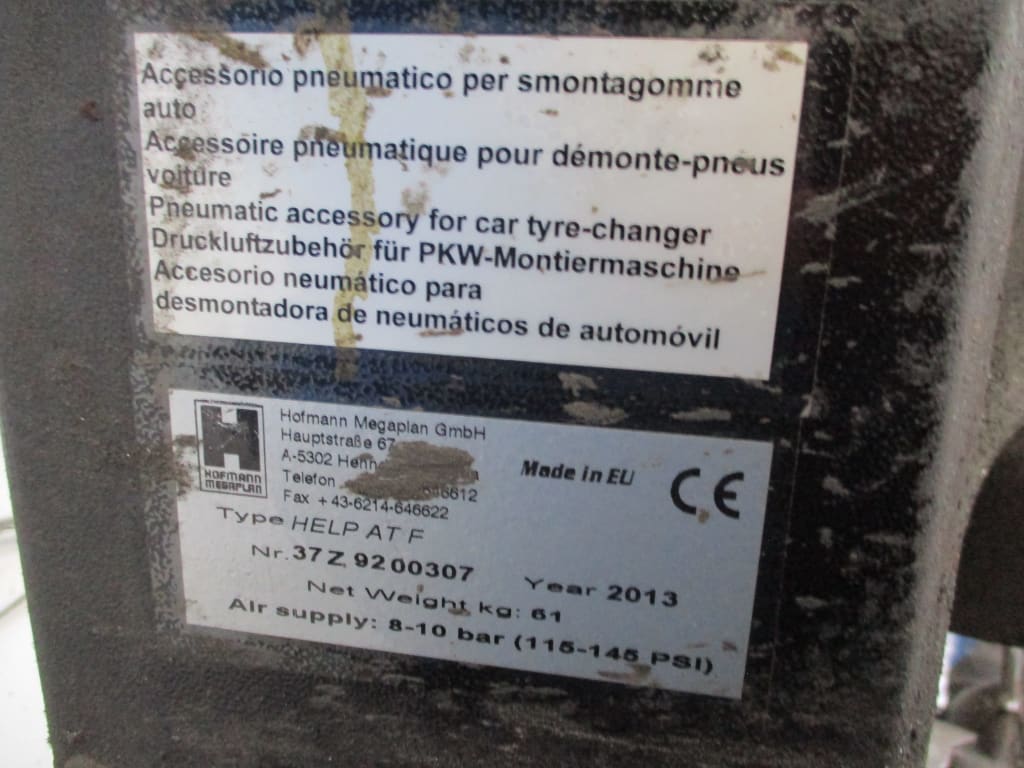 Accessorio pneumatico per smontagomme
auto
Accessoire pneumatique pour démonte-pneus
voiture
Pneumatic accessory for car tyre-changer
Druckluftzubehör für PKW-Montiermaschine
Accesorio neumático para
desmontadora de neumáticos de automóvil
HOFMANN
MEGAPLAN
Hofmann Megaplan GmbH
Hauptstraße 67
A-5302
Telefon
Fax +43-6214-646622
Made in EU
CE
Type HELP AT F
Nr. 37 Z 92 00307
Year 2013
Net Weight kg: 61
Air supply: 8-10 bar (115-145 PSI)